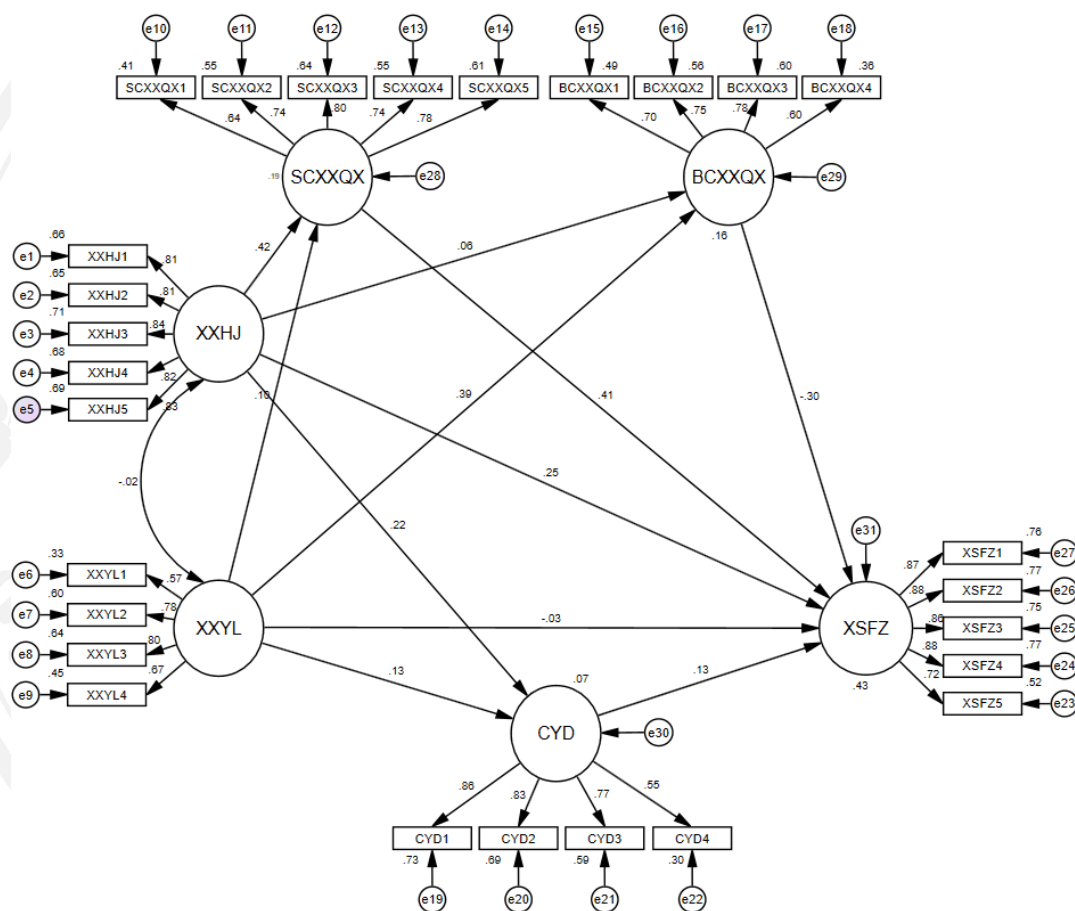 e10 e11 e12 e13 e14 e15 e16 e17 e18
.41 .55 .64 .55 .61 .49 .56 .60 .36
SCXXQX1 SCXXQX2 SCXXQX3 SCXXQX4 SCXXQX5 BCXXQX1 BCXXQX2 BCXXQX3 BCXXQX4
.64 .74 .80 .74 .78 .70 .75 .78 .60
.19 SCXXQX e28 BCXXQX e29
.16
.66
e1 XXHJ1 .81
.65
e2 XXHJ2 .81
.71
e3 XXHJ3 .84
.68
e4 XXHJ4 .82
.69
e5 XXHJ5 .83
XXHJ
.42 .06
.10 .39 .41 -.30
-.02 .22 .25
.33
e6 XXYL1 .57
.60
e7 XXYL2 .78
.64
e8 XXYL3 .80
.45
e9 XXYL4 .67
XXYL
-.03
.13 .13
e31
XSFZ
.43
.76
.87 XSFZ1 e27
.77
.88 XSFZ2 e26
.75
.86 XSFZ3 e25
.77
.88 XSFZ4 e24
.52
.72 XSFZ5 e23
.07
CYD e30
.86 .83 .77 .55
CYD1 CYD2 CYD3 CYD4
.73 .69 .59 .30
e19 e20 e21 e22